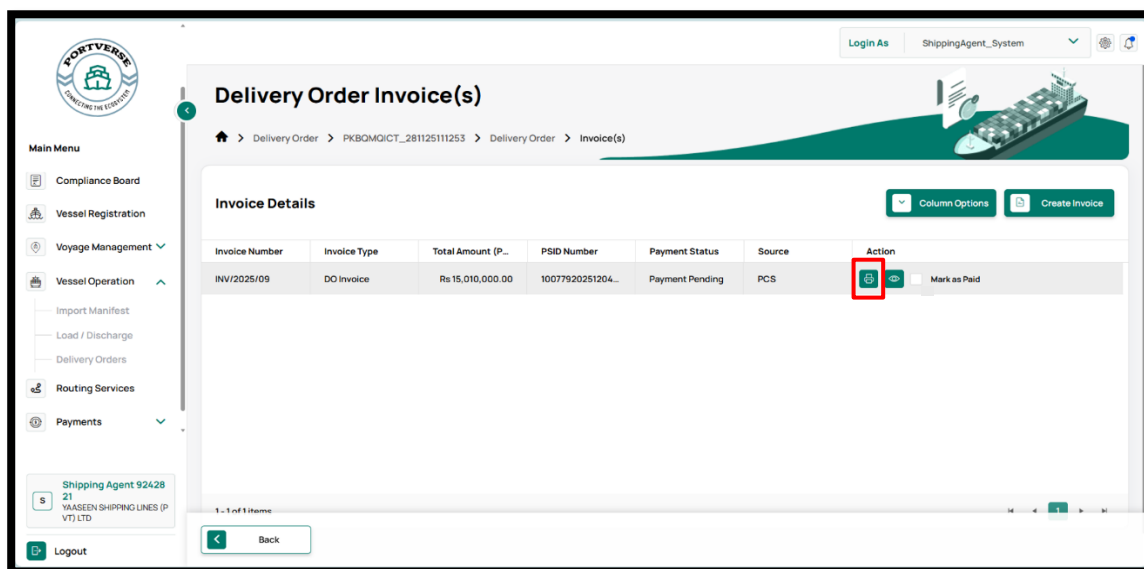 PORTVERSE
CONNECTING THE ECOSYSTEM
Login As ShippingAgent_System
Delivery Order Invoice(s)
> Delivery Order > PKBQMQICT_281125111253 > Delivery Order > Invoice(s)
Main Menu
Compliance Board
Vessel Registration
Voyage Management
Vessel Operation
Import Manifest
Load / Discharge
Delivery Orders
Routing Services
Payments
Shipping Agent 92428
21
S
YAASEEN SHIPPING LINES (P
VT) LTD
Logout
Invoice Details
Column Options
Create Invoice
Invoice Number Invoice Type Total Amount (P... PSID Number Payment Status Source Action
INV/2025/09 DO Invoice Rs 15,010,000.00 10077920251204... Payment Pending PCS Mark as Paid
1 - 1 of 1 items
1
Back